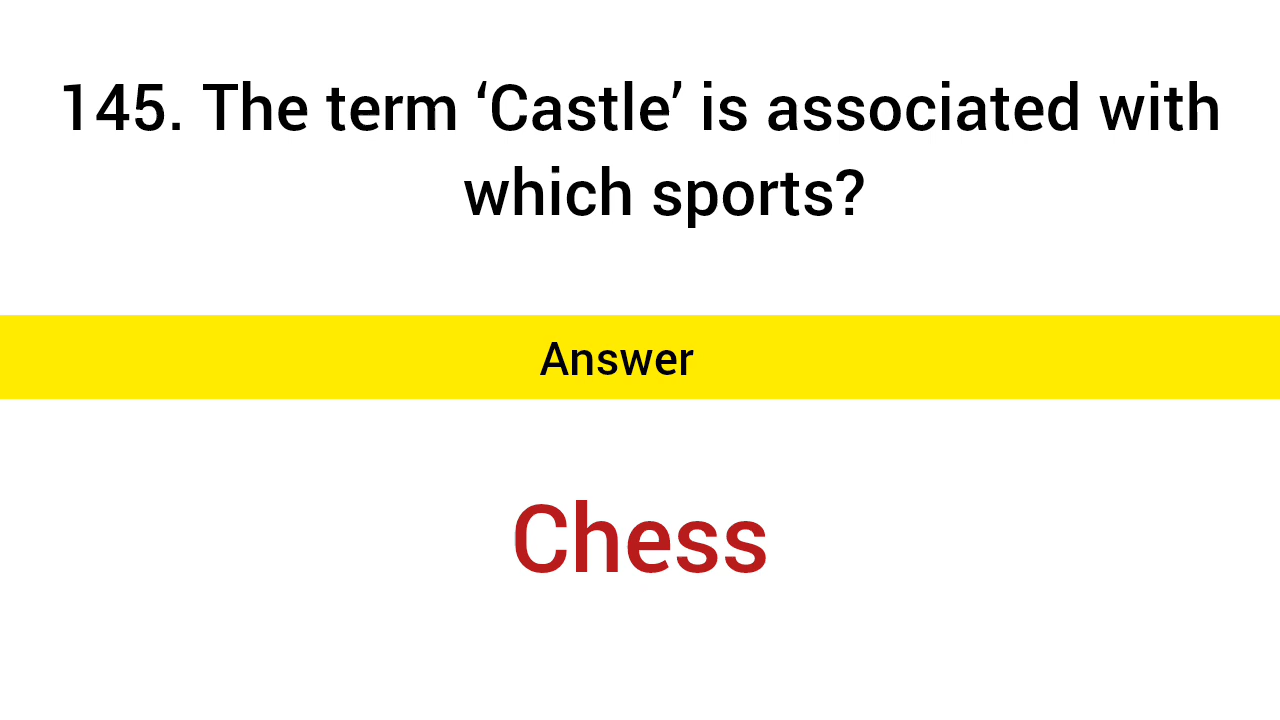 145. The term ‘Castle’ is associated with
which sports?
Answer
Chess